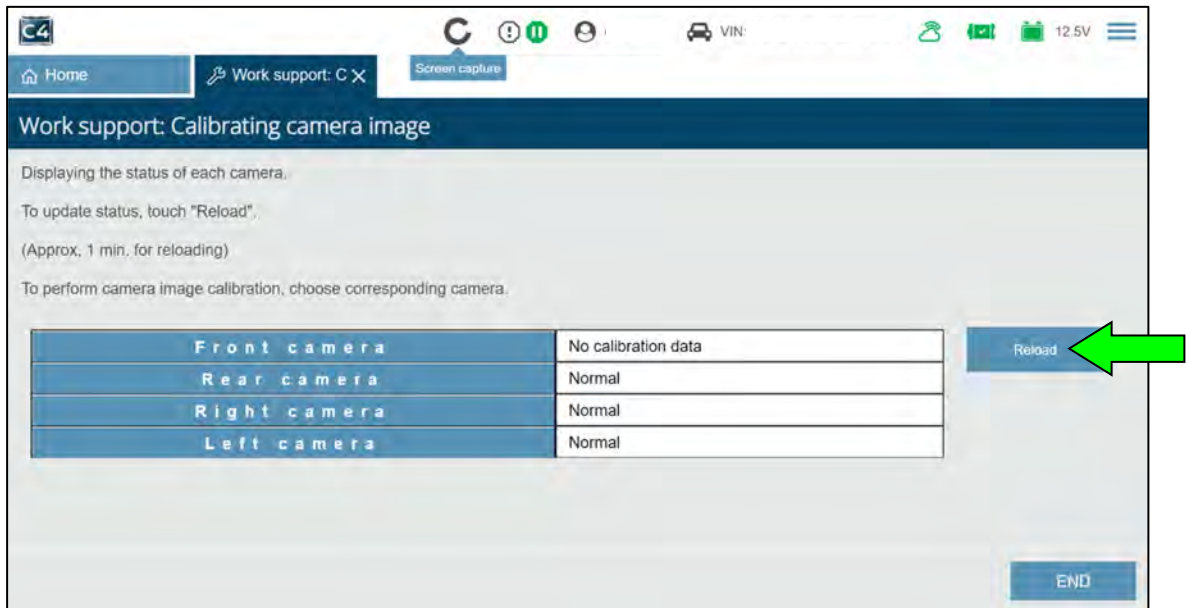 C4
VIN:
12.5V
Screen capture
Home
Work support: C
Work support: Calibrating camera image
Displaying the status of each camera.
To update status, touch "Reload".
(Approx, 1 min. for reloading)
To perform camera image calibration, choose corresponding camera.
Front camera No calibration data
Reload
Rear camera Normal
Right camera Normal
Left camera Normal
END